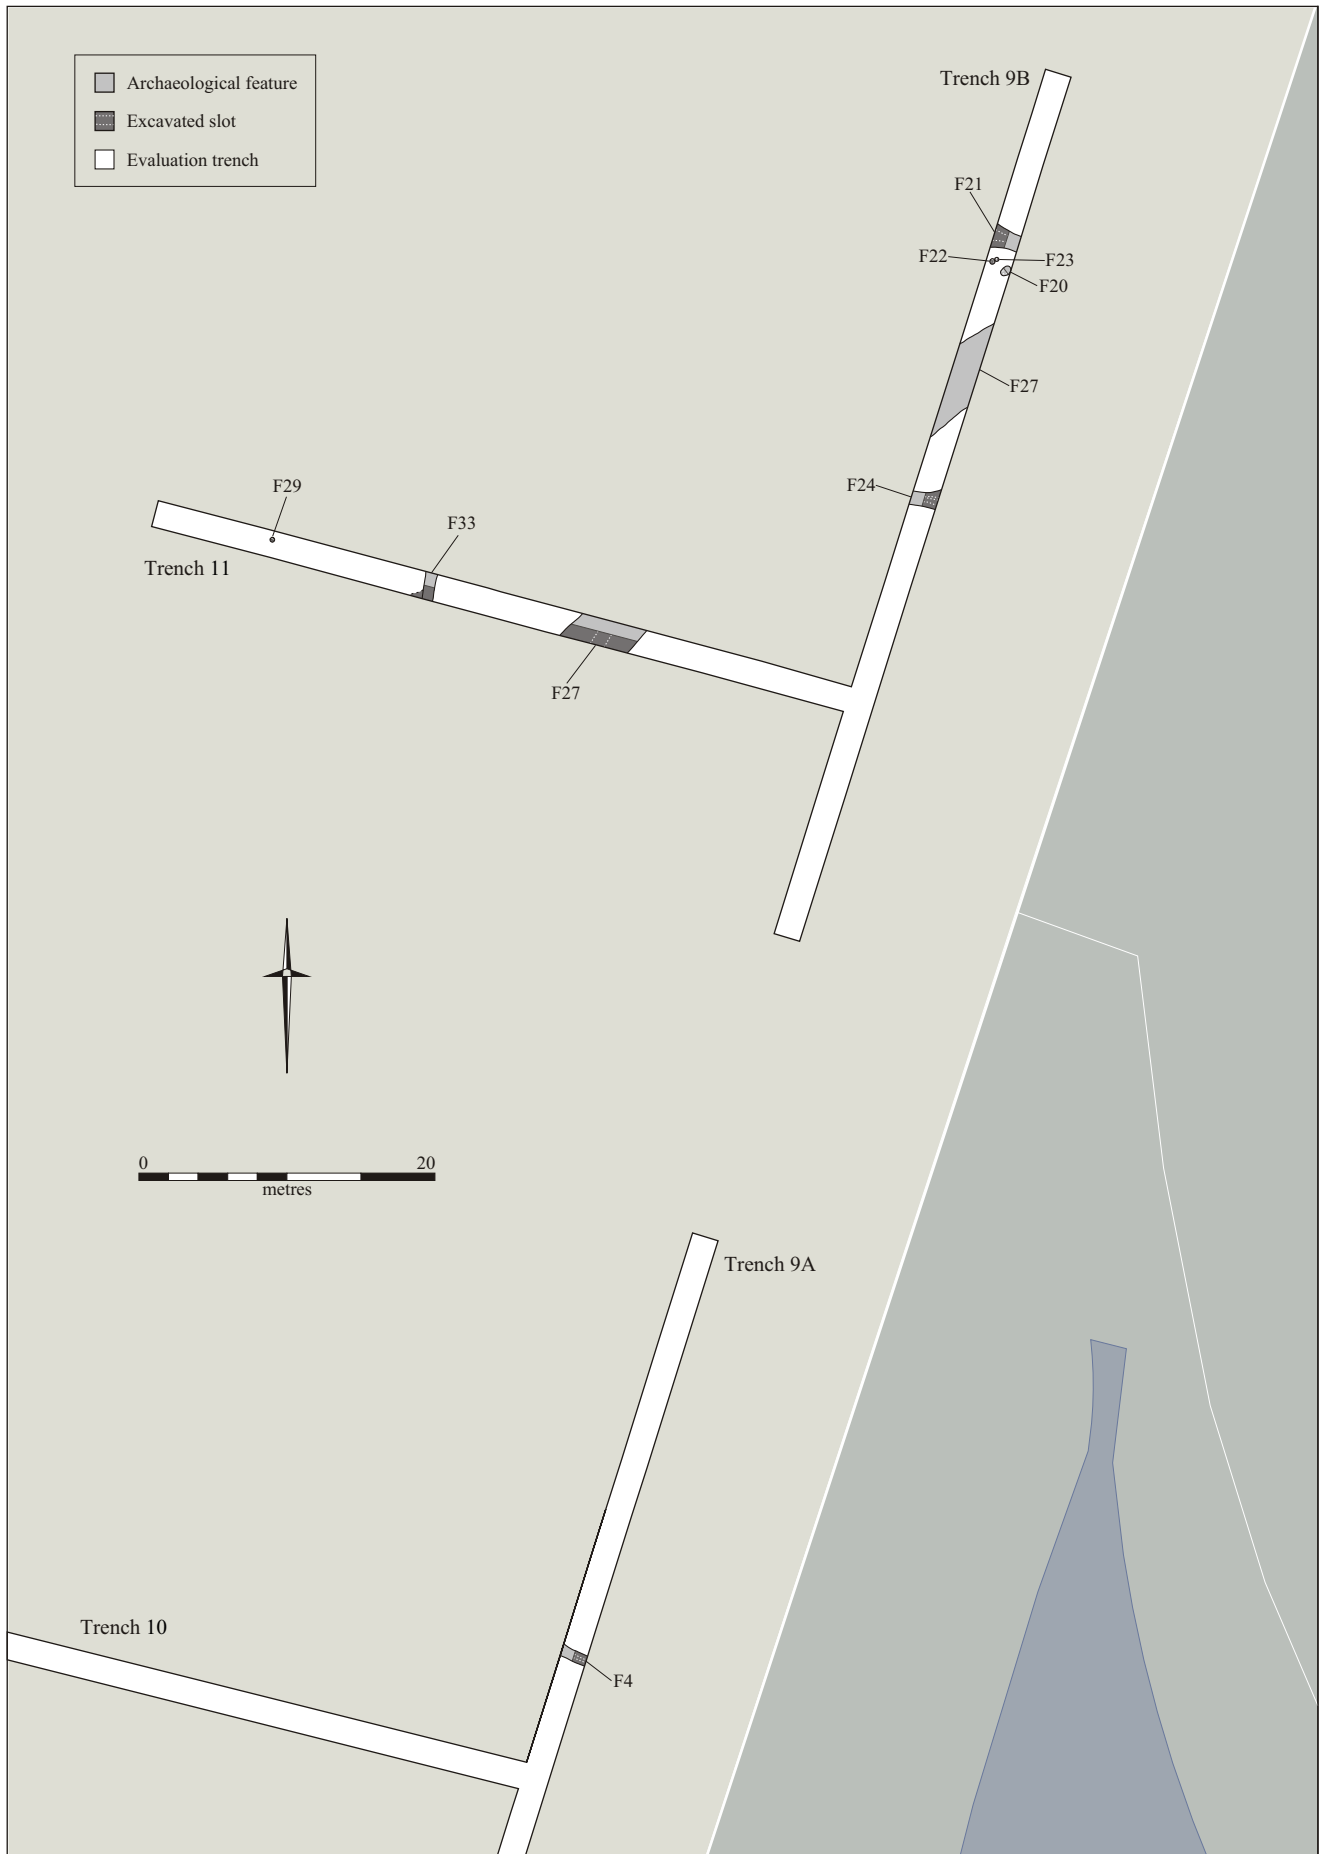 Archaeological feature
Excavated slot
Evaluation trench
Trench 9B
F21
F22
F23
F20
F27
F24
F29
F33
Trench 11
F27
0 20
metres
Trench 9A
Trench 10
F4